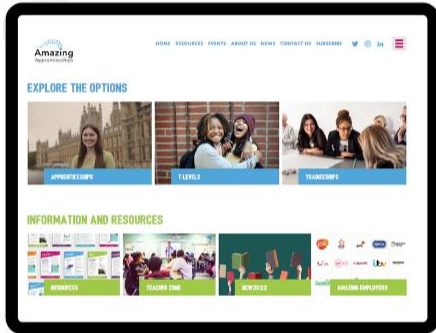 Amazing
Apprenticeships
HOME RESOURCES EVENTS ABOUT US NEWS CONTACT US SUBSCRIBE
EXPLORE THE OPTIONS
APPRENTICESHIPS
T LEVELS
TRAINEESHIPS
INFORMATION AND RESOURCES
RESOURCES
TEACHER ZONE
NCW2022
AMAZING EMPLOYERS